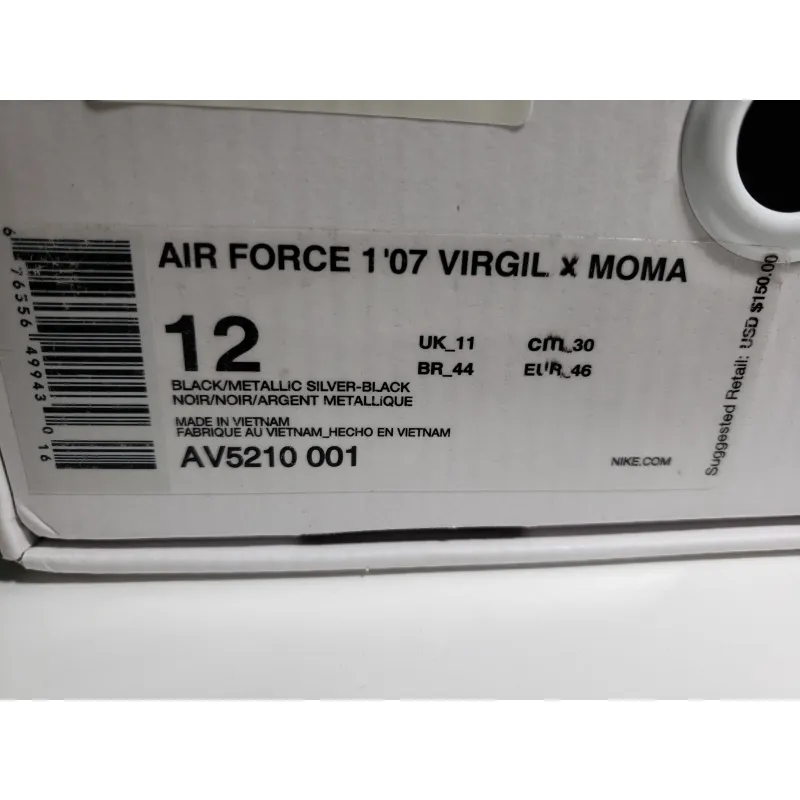 AIR FORCE 1'07 VIRGIL X MOMA
12
UK_11 CM_30
BR_44 EUR_46
BLACK/METALLIC SILVER-BLACK
NOIR/NOIR/ARGENT METALLIQUE
MADE IN VIETNAM
FABRIQUE AU VIETNAM_HECHO EN VIETNAM
AV5210 001
NIKE.COM
Suggested Retail: USD $150.00
6 76556 49943 0 16